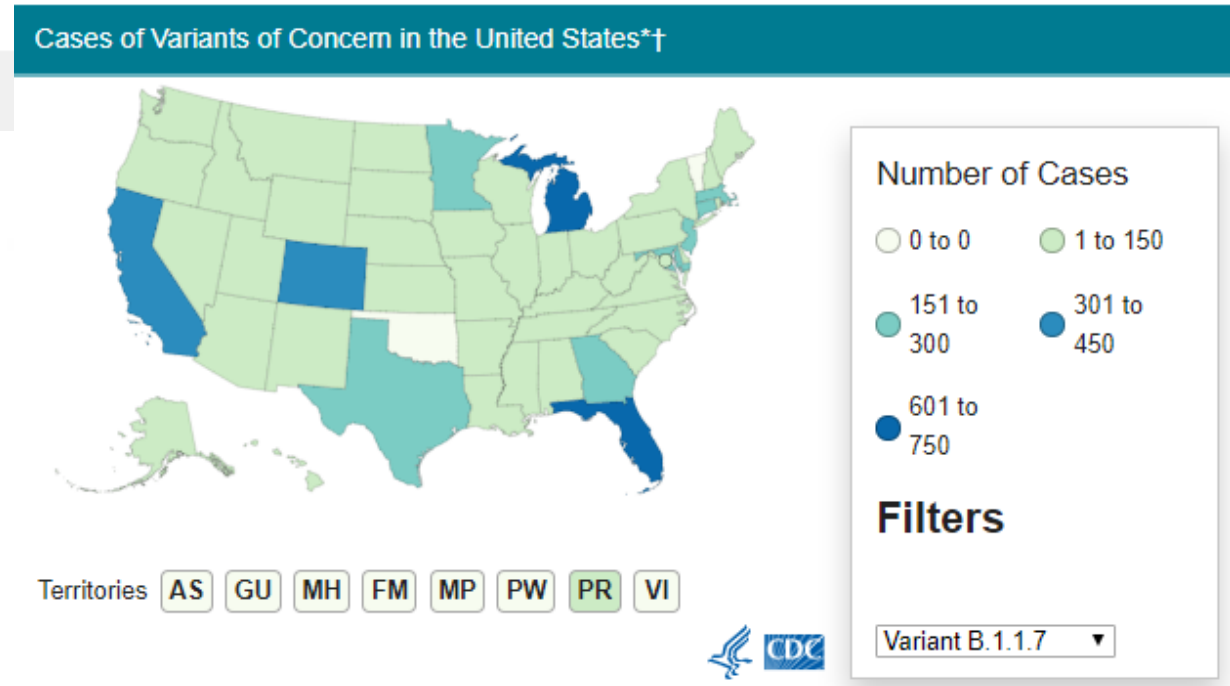 Cases of Variants of Concern in the United States*†
Number of Cases
0 to 0
1 to 150
151 to
300
301 to
450
601 to
750
Filters
Variant B.1.1.7
Territories AS GU MH FM MP PW PR VI
CDC